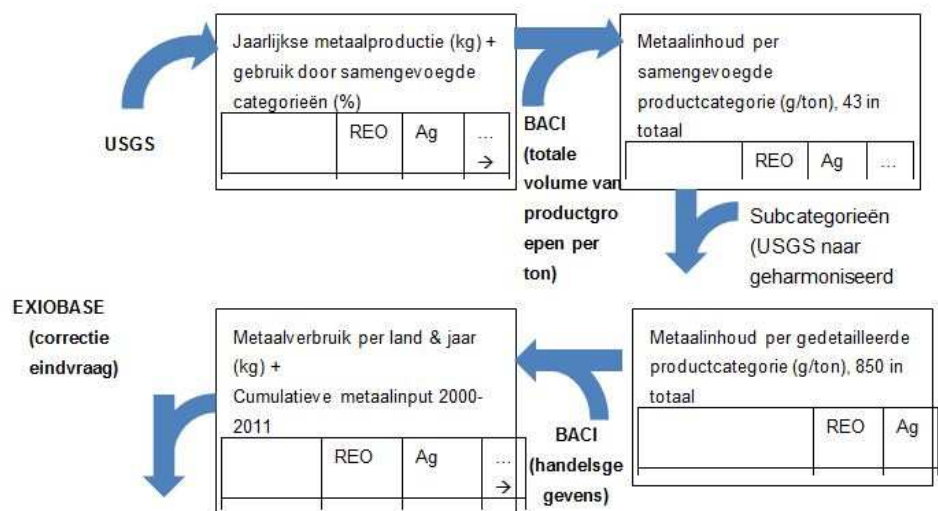 Jaarlijkse metaalproductie (kg) +
gebruik door samengevoegde
categorieën (%)
REO Ag ...
→
USGS
BACI
(totale
volume van
productgro
epen per
ton)
Metaalinhoud per
samengevoegde
productcategorie (g/ton), 43 in
totaal
REO Ag ...
Subcategorieën
(USGS naar
geharmoniseerd
Metaalinhoud per gedetailleerde
productcategorie (g/ton), 850 in
totaal
REO Ag
BACI
(handelsge
gevens)
Metaalverbruik per land & jaar
(kg) +
Cumulatieve metaalinput 2000-
2011
REO Ag ...
→
EXIOBASE
(correctie
eindvraag)